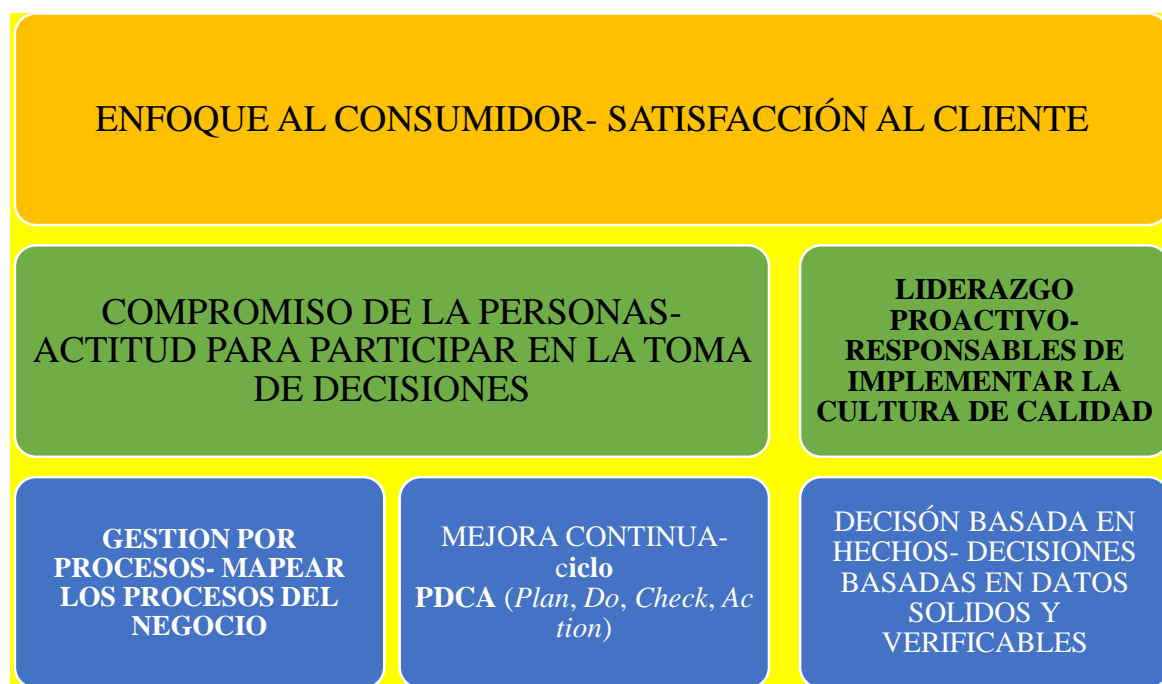 ENFOQUE AL CONSUMIDOR- SATISFACCIÓN AL CLIENTE
COMPROMISO DE LA PERSONAS-
ACTITUD PARA PARTICIPAR EN LA TOMA
DE DECISIONES
LIDERAZGO
PROACTIVO-
RESPONSABLES DE
IMPLEMENTAR LA
CULTURA DE CALIDAD
GESTION POR
PROCESOS- MAPEAR
LOS PROCESOS DEL
NEGOCIO
MEJORA CONTINUA-
ciclo
PDCA (Plan, Do, Check, Ac
tion)
DECISÓN BASADA EN
HECHOS- DECISIONES
BASADAS EN DATOS
SOLIDOS Y
VERIFICABLES